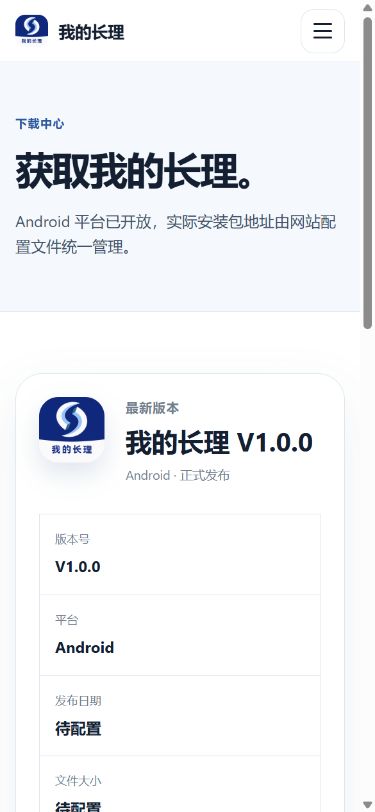 我的长理
我的长理
下载中心
获取我的长理。
Android 平台已开放，实际安装包地址由网站配
置文件统一管理。
我的长理
最新版本
我的长理 V1.0.0
Android · 正式发布
版本号
V1.0.0
平台
Android
发布日期
待配置
文件大小
待配置